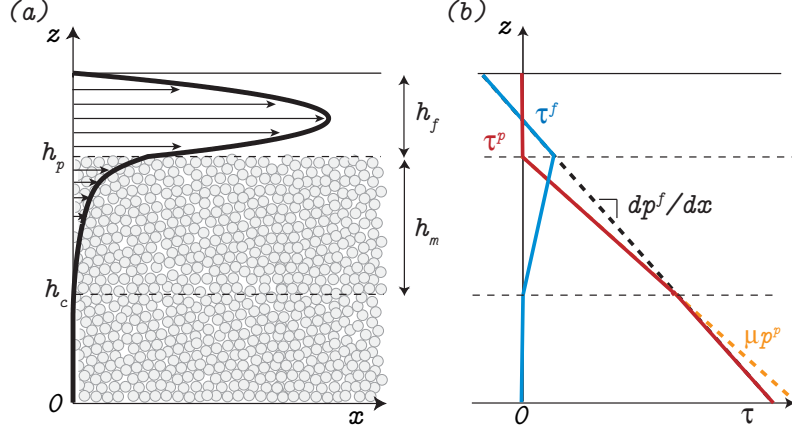 (a)
z
h_f
h_p
h_m
h_c
0
x
(b)
z
τ^f
τ^p
dp^f/dx
μp^p
0
τ